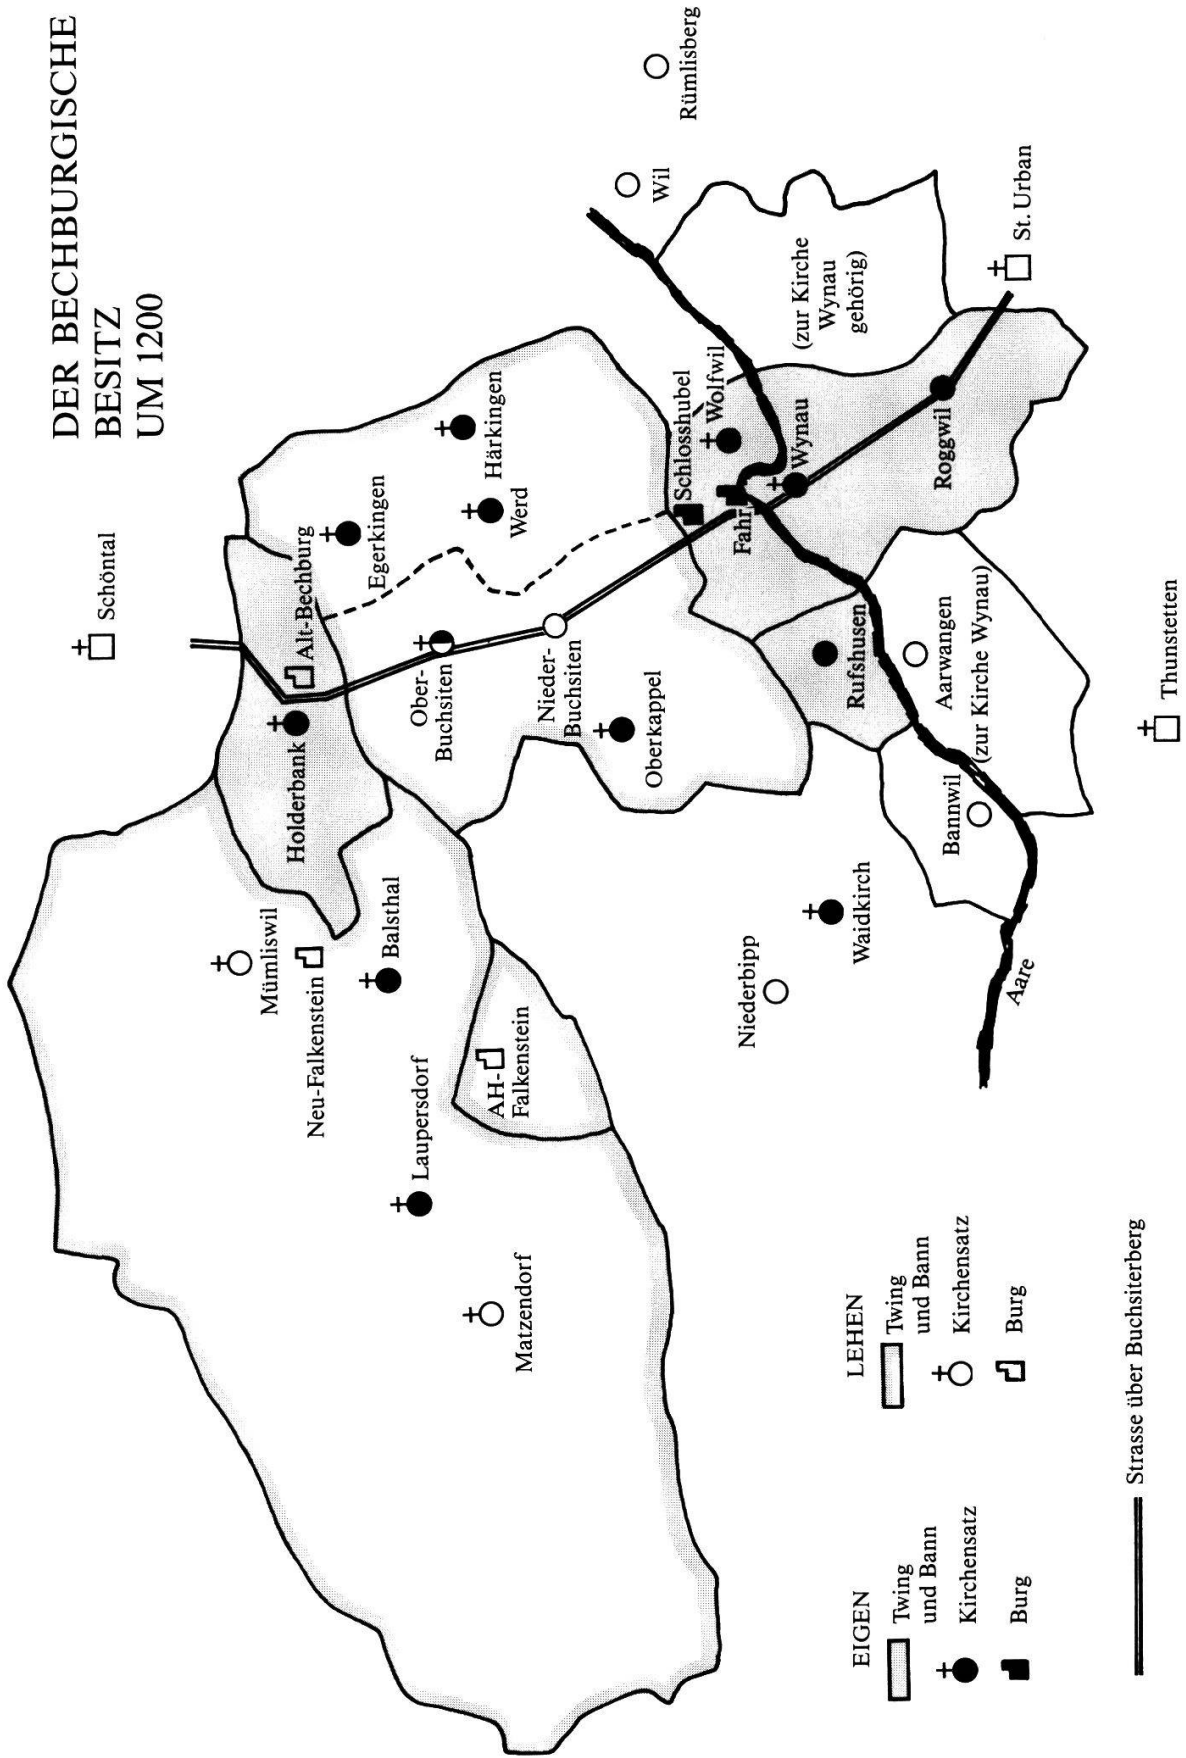 DER BECHBURGISCHE
BESITZ
UM 1200
Schöntal
Rümlisberg
Wil
Egerkingen
Härkingen
Werd
Alt-Bechburg
Holderbank
Ober-
Buchsiten
Nieder-
Buchsiten
Oberkappel
Schlosshubel
Wolfwil
Fahr
Wynau
(zur Kirche
Wynau
gehörig)
Roggwil
St. Urban
Mümliswil
Neu-Falkenstein
Balsthal
Laupersdorf
AH-
Falkenstein
Matzendorf
Niederbipp
Waidkirch
Rufshusen
Aarwangen
(zur Kirche Wynau)
Bannwil
Aare
Thunstetten
EIGEN
Twing
und Bann
Kirchensatz
Burg
LEHEN
Twing
und Bann
Kirchensatz
Burg
Strasse über Buchsiterberg